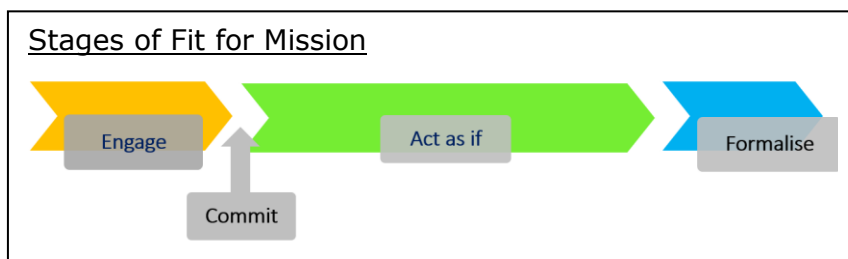 Stages of Fit for Mission
Engage
Act as if
Formalise
Commit